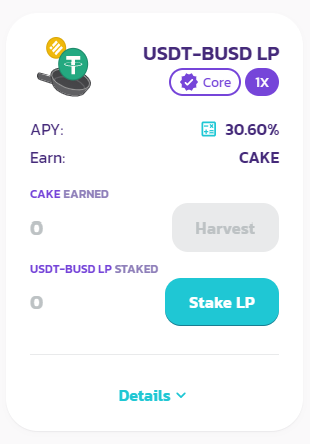 USDT-BUSD LP
Core 1X
APY: 30.60%
Earn: CAKE
CAKE EARNED
0 Harvest
USDT-BUSD LP STAKED
0 Stake LP
Details